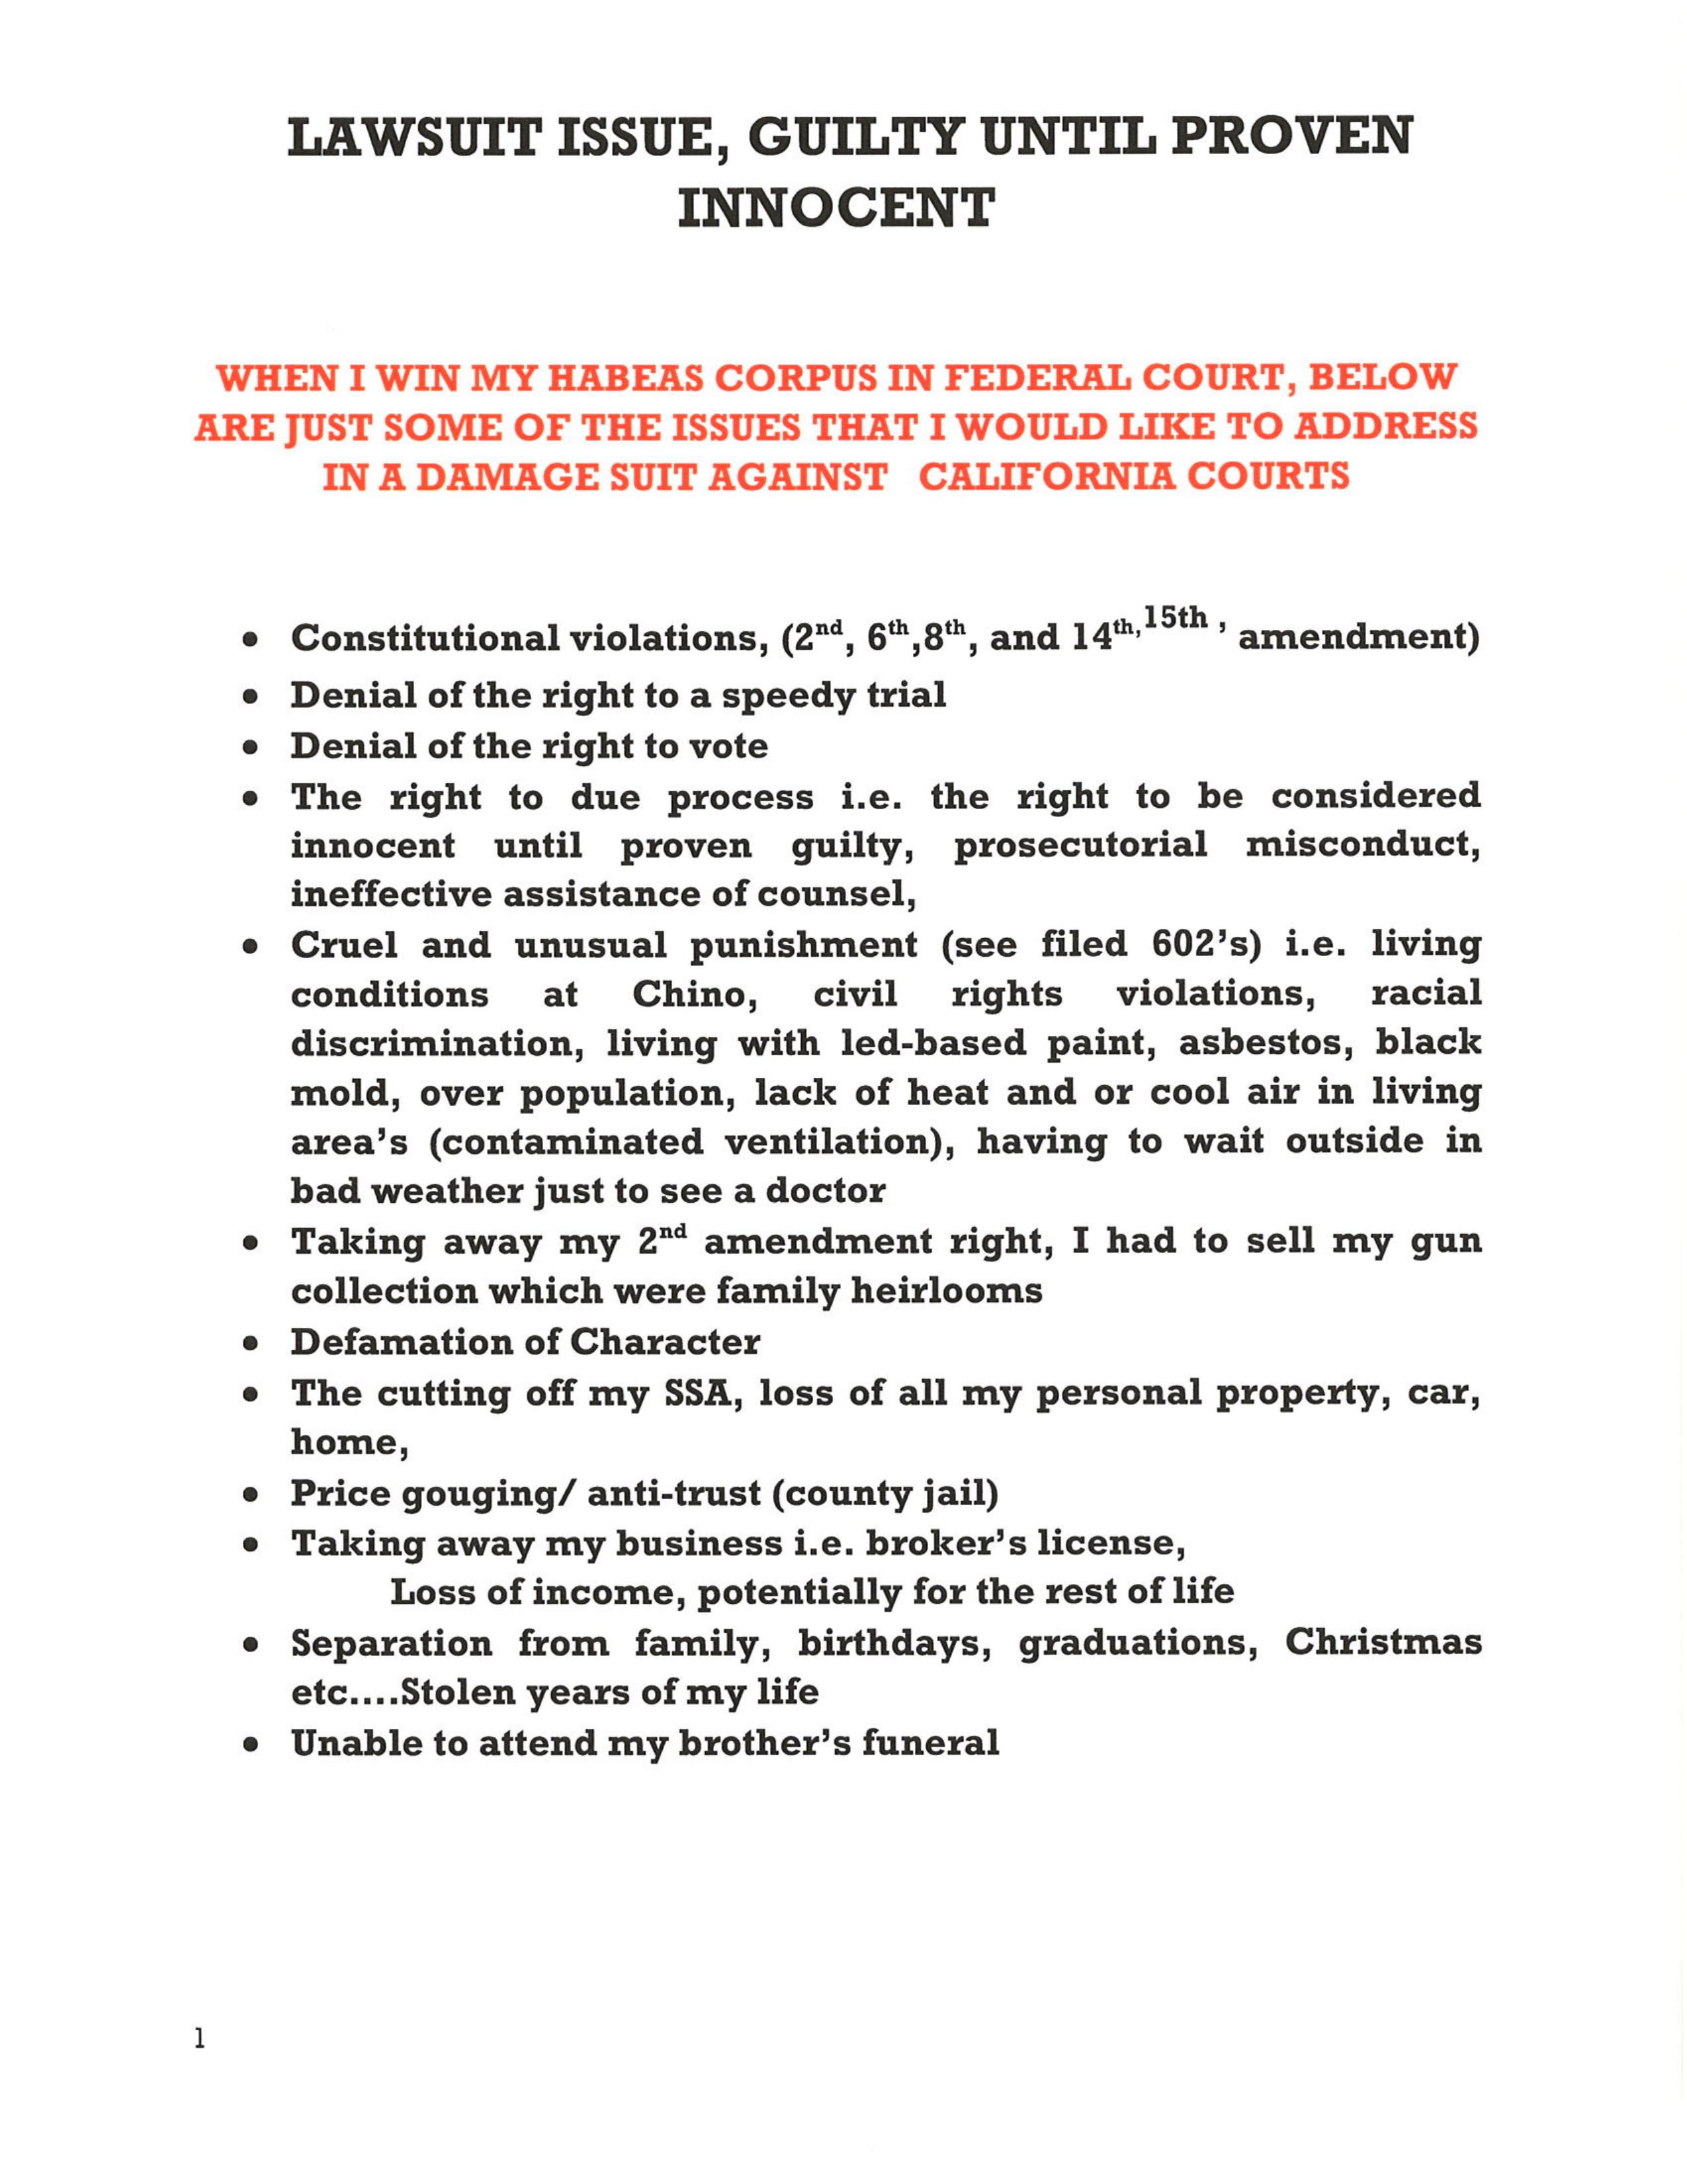 LAWSUIT ISSUE, GUILTY UNTIL PROVEN
INNOCENT
WHEN I WIN MY HABEAS CORPUS IN FEDERAL COURT, BELOW
ARE JUST SOME OF THE ISSUES THAT I WOULD LIKE TO ADDRESS
IN A DAMAGE SUIT AGAINST CALIFORNIA COURTS
• Constitutional violations, (2nd, 6th,8th, and 14th,15th , amendment)
• Denial of the right to a speedy trial
• Denial of the right to vote
• The right to due process i.e. the right to be considered
innocent until proven guilty, prosecutorial misconduct,
ineffective assistance of counsel,
• Cruel and unusual punishment (see filed 602's) i.e. living
conditions at Chino, civil rights violations, racial
discrimination, living with led-based paint, asbestos, black
mold, over population, lack of heat and or cool air in living
area's (contaminated ventilation), having to wait outside in
bad weather just to see a doctor
• Taking away my 2nd amendment right, I had to sell my gun
collection which were family heirlooms
• Defamation of Character
• The cutting off my SSA, loss of all my personal property, car,
home,
• Price gouging/ anti-trust (county jail)
• Taking away my business i.e. broker's license,
Loss of income, potentially for the rest of life
• Separation from family, birthdays, graduations, Christmas
etc....Stolen years of my life
• Unable to attend my brother's funeral
1